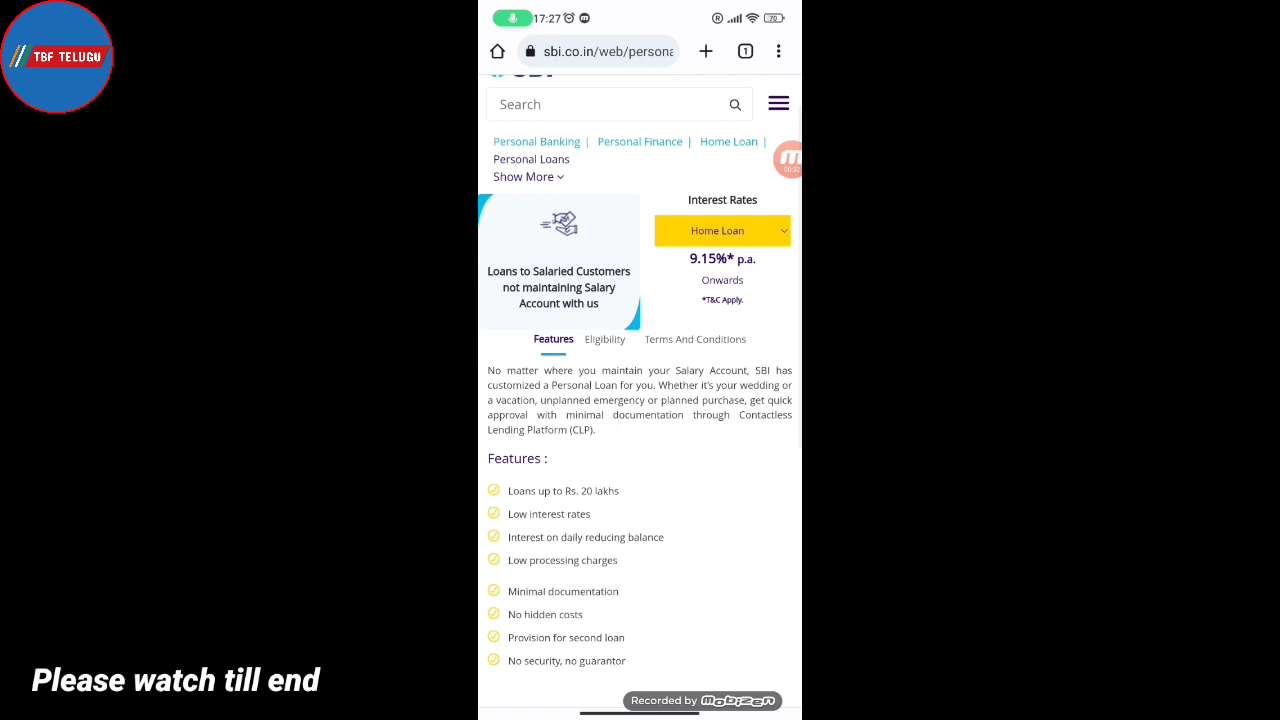 TBF TELUGU
17:27
R
70
sbi.co.in/web/persona
1
Search
Personal Banking | Personal Finance | Home Loan |
Personal Loans
Show More
Loans to Salaried Customers
not maintaining Salary
Account with us
Interest Rates
Home Loan
9.15%* p.a.
Onwards
*T&C Apply.
00:32
Features Eligibility Terms And Conditions
No matter where you maintain your Salary Account, SBI has
customized a Personal Loan for you. Whether it's your wedding or
a vacation, unplanned emergency or planned purchase, get quick
approval with minimal documentation through Contactless
Lending Platform (CLP).
Features :
Loans up to Rs. 20 lakhs
Low interest rates
Interest on daily reducing balance
Low processing charges
Minimal documentation
No hidden costs
Provision for second loan
No security, no guarantor
Please watch till end
Recorded by mobizen